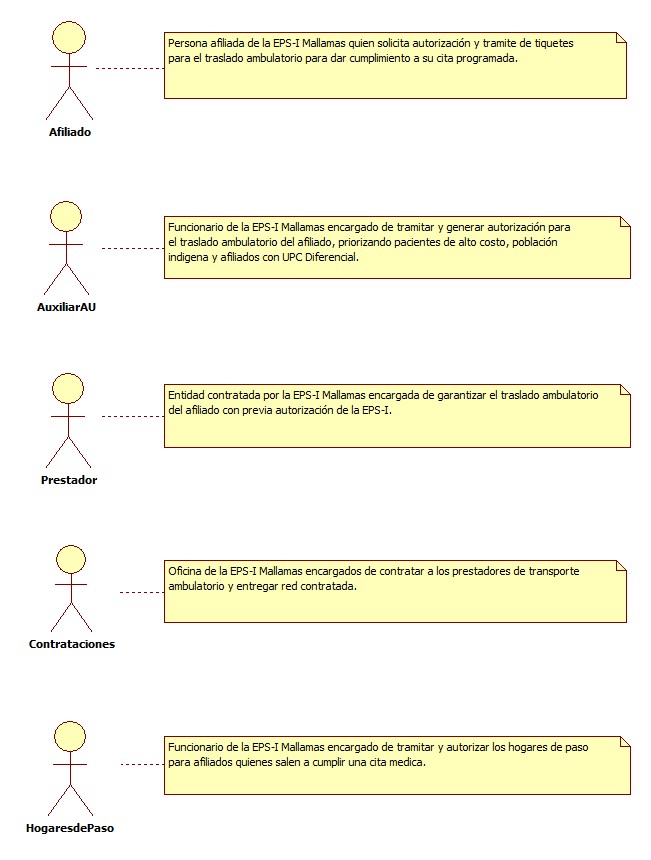 Persona afiliada de la EPS-I Mallamas quien solicita autorización y tramite de tiquetes
para el traslado ambulatorio para dar cumplimiento a su cita programada.
Afiliado
Funcionario de la EPS-I Mallamas encargado de tramitar y generar autorización para
el traslado ambulatorio del afiliado, priorizando pacientes de alto costo, población
indigena y afiliados con UPC Diferencial.
AuxiliarAU
Entidad contratada por la EPS-I Mallamas encargada de garantizar el traslado ambulatorio
del afiliado con previa autorización de la EPS-I.
Prestador
Oficina de la EPS-I Mallamas encargados de contratar a los prestadores de transporte
ambulatorio y entregar red contratada.
Contrataciones
Funcionario de la EPS-I Mallamas encargado de tramitar y autorizar los hogares de paso
para afiliados quienes salen a cumplir una cita medica.
HogaresdePaso